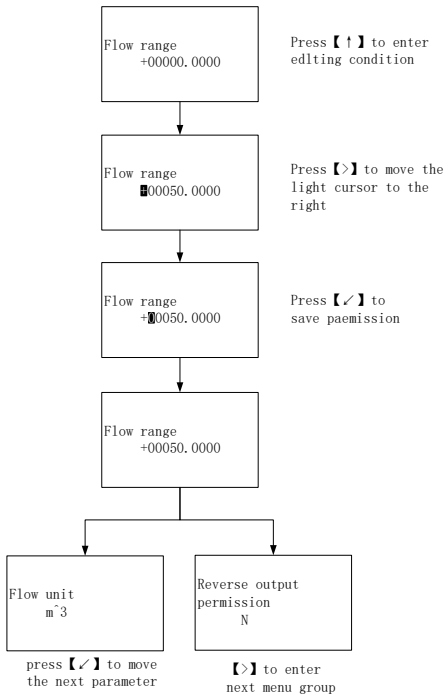 Flow range
+00000.0000
Press【↑】to enter
edlting condition
Flow range
+00050.0000
Press【>】to move the
light cursor to the
right
Flow range
+00050.0000
Press【↙】to
save paemission
Flow range
+00050.0000
Flow unit
m^3
Reverse output
permission
N
press【↙】to move
the next parameter
【>】to enter
next menu group